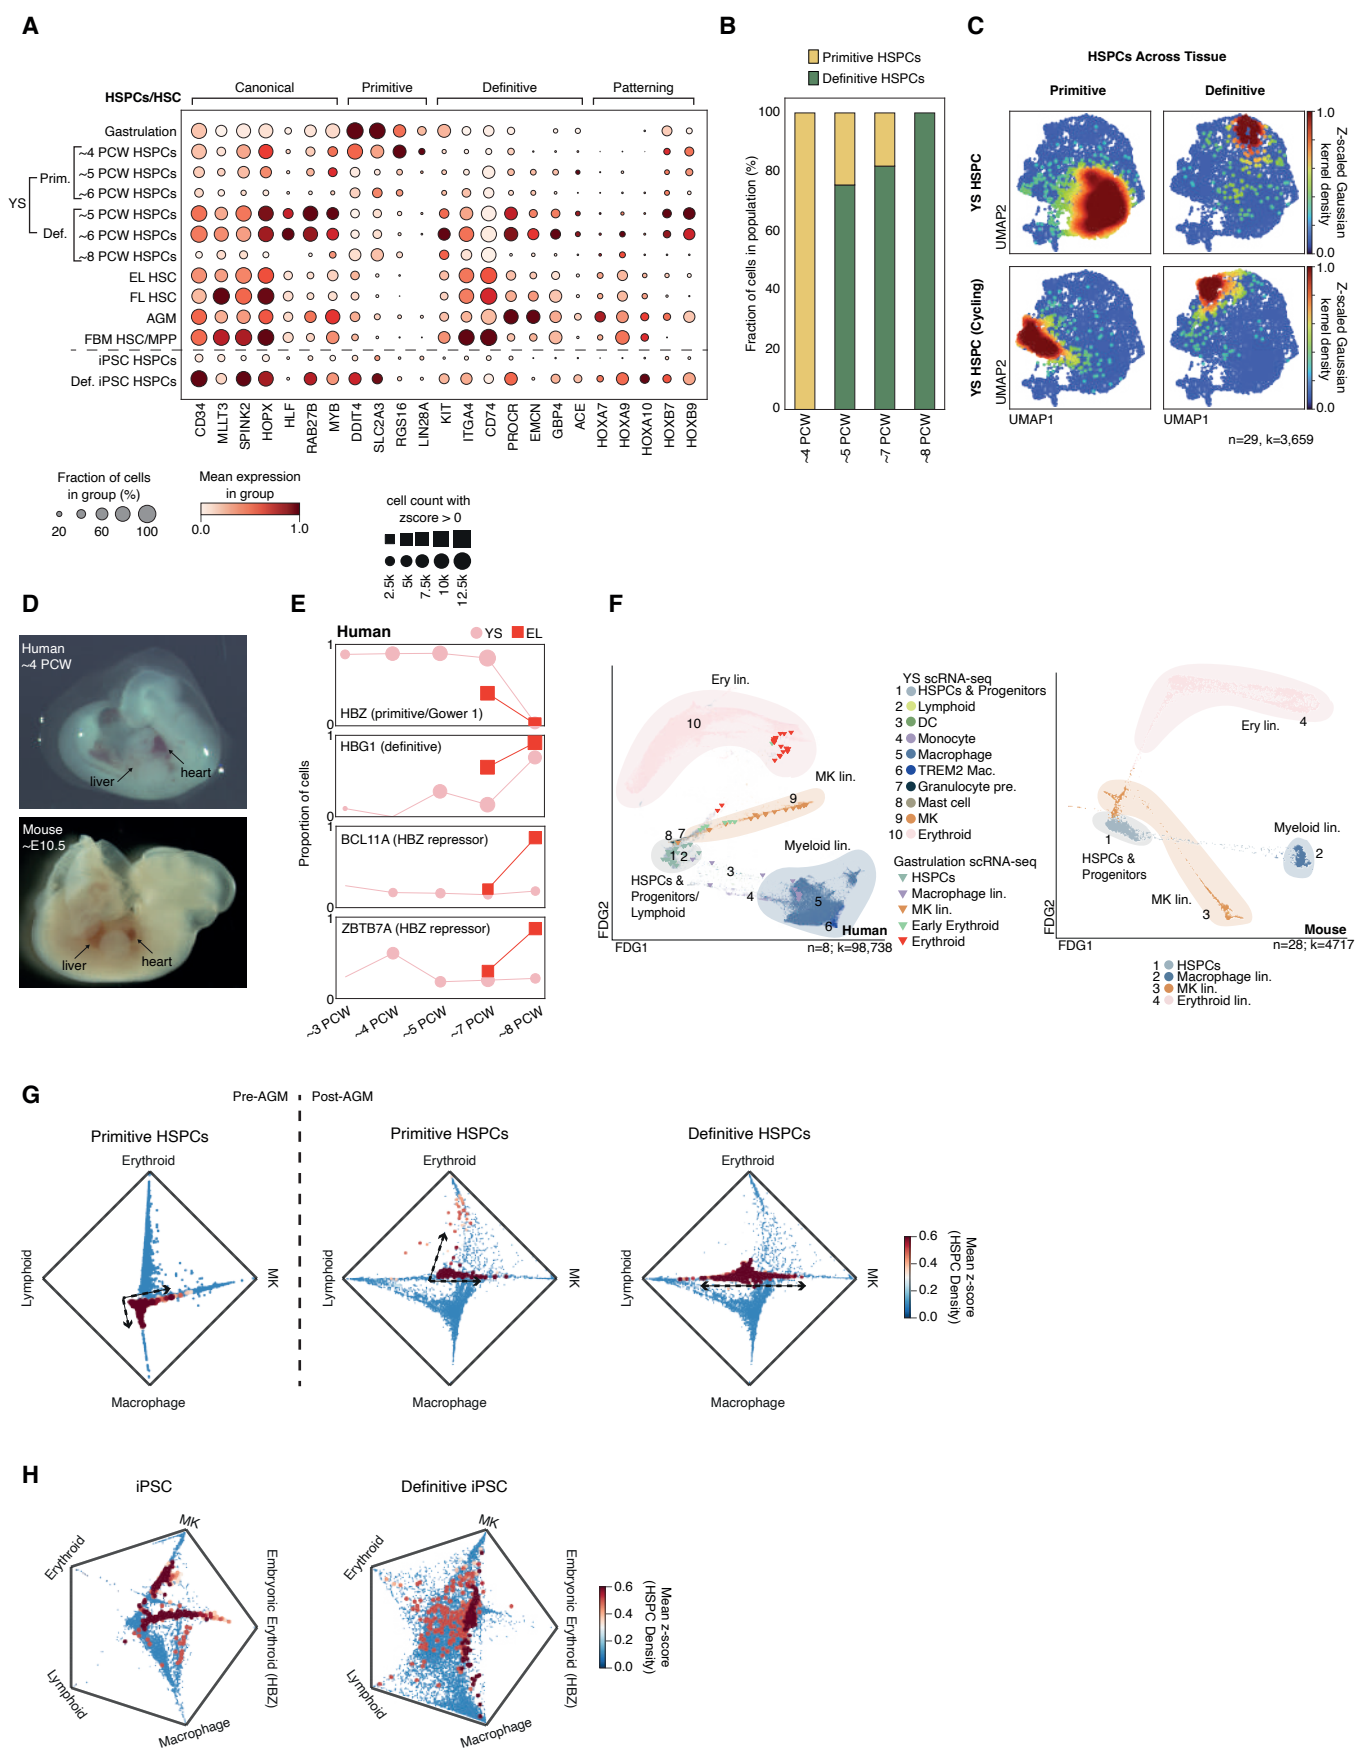 A
HSPCs/HSC
Canonical
Primitive
Definitive
Patterning
Gastrulation
~4 PCW HSPCs
~5 PCW HSPCs
~6 PCW HSPCs
~5 PCW HSPCs
~6 PCW HSPCs
~8 PCW HSPCs
EL HSC
FL HSC
AGM
FBM HSC/MPP
iPSC HSPCs
Def. iPSC HSPCs
YS
Prim.
Def.
CD34
MLLT3
SPINK2
HOPX
HLF
RAB27B
MYB
DDIT4
SLC2A3
RGS16
LIN28A
KIT
ITGA4
CD74
PROCR
EMCN
GBP4
ACE
HOXA7
HOXA9
HOXA10
HOXB7
HOXB9
Fraction of cells
in group (%)
20 60 100
Mean expression
in group
0.0 1.0
cell count with
zscore > 0
2.5k
5k
7.5k
10k
12.5k
B
Primitive HSPCs
Definitive HSPCs
Fraction of cells in population (%)
100
80
60
40
20
0
~4 PCW
~5 PCW
~7 PCW
~8 PCW
C
HSPCs Across Tissue
Primitive
Definitive
YS HSPC
UMAP2
1.0
0.0
Z-scaled Gaussian
kernel density
YS HSPC (Cycling)
UMAP2
1.0
0.0
Z-scaled Gaussian
kernel density
UMAP1
UMAP1
n=29, k=3,659
D
Human
~4 PCW
liver
heart
Mouse
~E10.5
liver
heart
E
Human
YS
EL
Proportion of cells
1
HBZ (primitive/Gower 1)
0
1
HBG1 (definitive)
0
1
BCL11A (HBZ repressor)
0
1
ZBTB7A (HBZ repressor)
0
~3 PCW
~4 PCW
~5 PCW
~7 PCW
~8 PCW
F
Ery lin.
10
MK lin.
9
8 7
1 2
HSPCs &
Progenitors/
Lymphoid
3
4
Myeloid lin.
5
6
Human
FDG2
FDG1
n=8; k=98,738
YS scRNA-seq
1 HSPCs & Progenitors
2 Lymphoid
3 DC
4 Monocyte
5 Macrophage
6 TREM2 Mac.
7 Granulocyte pre.
8 Mast cell
9 MK
10 Erythroid
Gastrulation scRNA-seq
HSPCs
Macrophage lin.
MK lin.
Early Erythroid
Erythroid
Ery lin.
4
1
HSPCs &
Progenitors
Myeloid lin.
2
MK lin.
3
FDG2
FDG1
Mouse
n=28; k=4717
1 HSPCs
2 Macrophage lin.
3 MK lin.
4 Erythroid lin.
G
Pre-AGM
Post-AGM
Primitive HSPCs
Erythroid
Lymphoid
MK
Macrophage
Primitive HSPCs
Erythroid
Lymphoid
MK
Macrophage
Definitive HSPCs
Erythroid
Lymphoid
MK
Macrophage
0.6
0.4
0.2
0.0
Mean z-score
(HSPC Density)
H
iPSC
MK
Erythroid
Embryonic Erythroid (HBZ)
Lymphoid
Macrophage
Definitive iPSC
MK
Erythroid
Embryonic Erythroid (HBZ)
Lymphoid
Macrophage
0.6
0.4
0.2
0.0
Mean z-score
(HSPC Density)